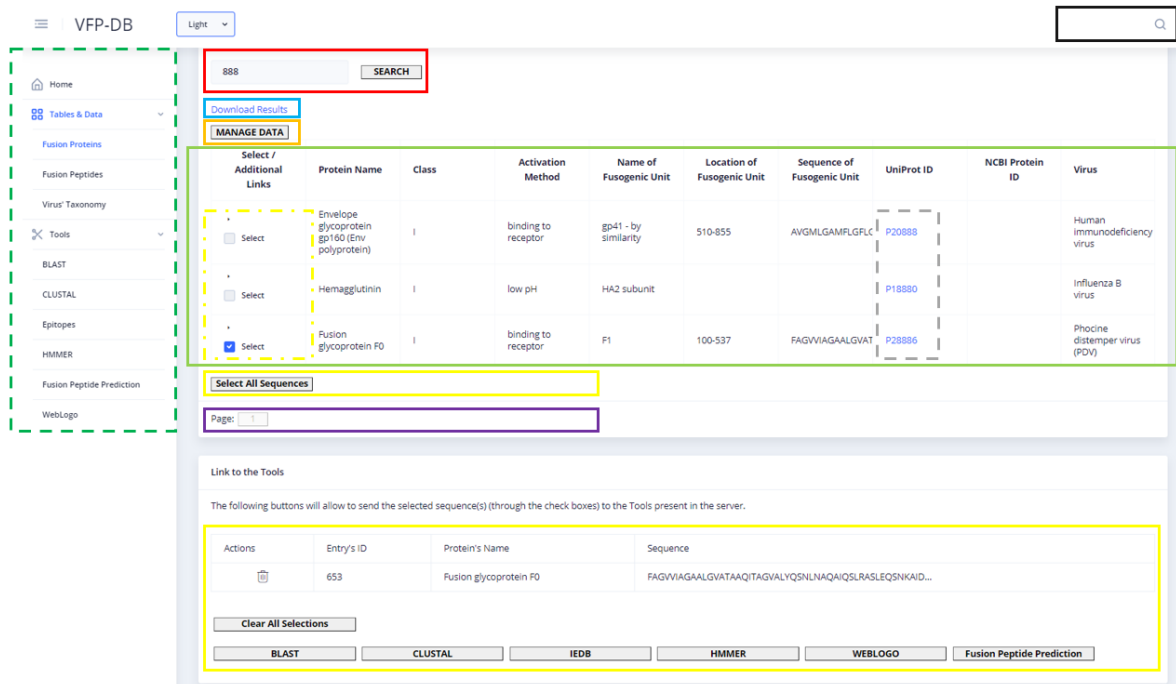 VFP-DB
Light
888
SEARCH
Home
Tables & Data
Fusion Proteins
Fusion Peptides
Virus' Taxonomy
Tools
BLAST
CLUSTAL
Epitopes
HMMER
Fusion Peptide Prediction
WebLogo
Download Results
MANAGE DATA
Select / Additional Links Protein Name Class Activation Method Name of Fusogenic Unit Location of Fusogenic Unit Sequence of Fusogenic Unit UniProt ID NCBI Protein ID Virus
Select Envelope glycoprotein gp160 (Env polyprotein) I binding to receptor gp41 - by similarity 510-855 AVGMLGAMFLGFLG P20888 Human immunodeficiency virus
Select Hemagglutinin I low pH HA2 subunit P18880 Influenza B virus
Select Fusion glycoprotein F0 I binding to receptor F1 100-537 FAGVVIAGAALGVAT P28886 Phocine distemper virus (PDV)
Select All Sequences
Page: 1
Link to the Tools
The following buttons will allow to send the selected sequence(s) (through the check boxes) to the Tools present in the server.
Actions Entry's ID Protein's Name Sequence
653 Fusion glycoprotein F0 FAGVVIAGAALGVATAAQITAGVALYQSNLNAQAIQSLRASLEQSNKAID...
Clear All Selections
BLAST CLUSTAL IEDB HMMER WEBLOGO Fusion Peptide Prediction